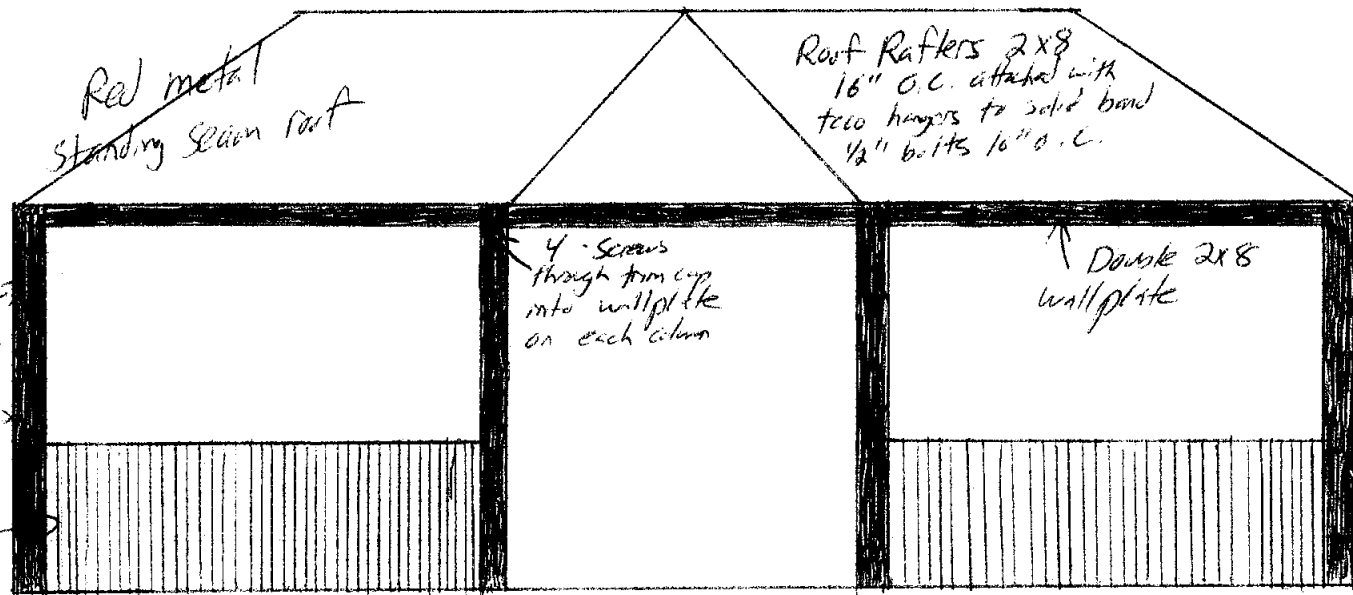 Red metal
standing seam roof
Roof Rafters 2x8
16" O.C. attached with
two hangers to solid band
1/2" bolts 16" o.c.
4 - Screws
through trim cap
into wallplate
on each column
Double 2x8
wallplate